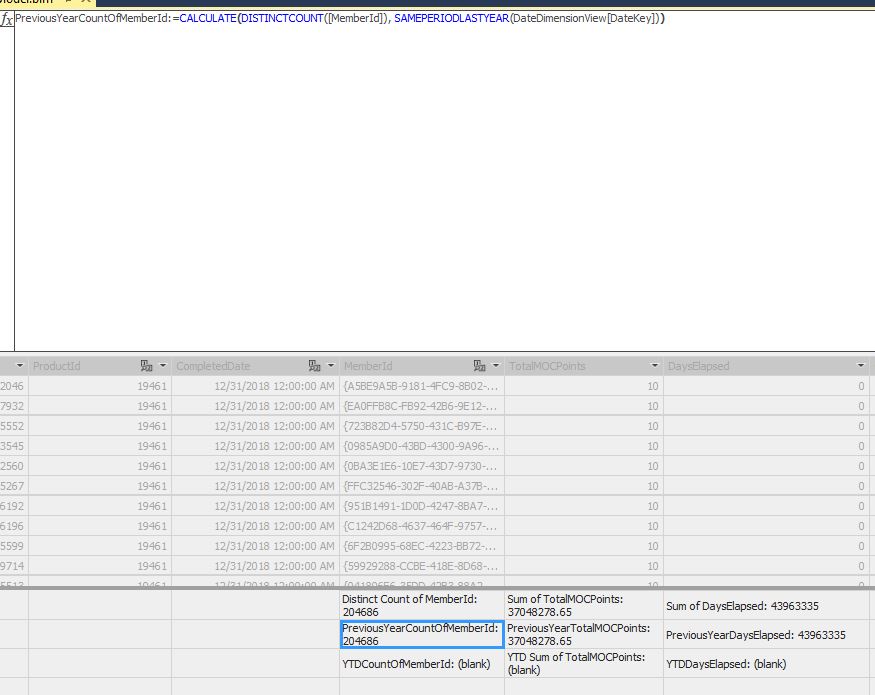 fx PreviousYearCountOfMemberId:=CALCULATE(DISTINCTCOUNT([MemberId]), SAMEPERIODLASTYEAR(DateDimensionView[DateKey]))
ProductId CompletedDate MemberId TotalMOCPoints DaysElapsed
2046 19461 12/31/2018 12:00:00 AM {A5BE9A5B-9181-4FC9-8B02-... 10 0
7932 19461 12/31/2018 12:00:00 AM {EA0FFB8C-FB92-42B6-9E12-... 10 0
5552 19461 12/31/2018 12:00:00 AM {723B82D4-5750-431C-B97E-... 10 0
3545 19461 12/31/2018 12:00:00 AM {0985A9D0-43BD-4300-9A96-... 10 0
2560 19461 12/31/2018 12:00:00 AM {0BA3E1E6-10E7-43D7-9730-... 10 0
5267 19461 12/31/2018 12:00:00 AM {FFC32546-302F-40AB-A37B-... 10 0
6192 19461 12/31/2018 12:00:00 AM {951B1491-1D0D-4247-8BA7-... 10 0
6196 19461 12/31/2018 12:00:00 AM {C1242D68-4637-464F-9757-... 10 0
5599 19461 12/31/2018 12:00:00 AM {6F2B0995-68EC-4223-BB72-... 10 0
9714 19461 12/31/2018 12:00:00 AM {59929288-CCBE-418E-8D68-... 10 0
19461 12/31/2018 12:00:00 AM 10 0
Distinct Count of MemberId: Sum of TotalMOCPoints: Sum of DaysElapsed: 43963335
204686 37048278.65
PreviousYearCountOfMemberId: PreviousYearTotalMOCPoints: PreviousYearDaysElapsed: 43963335
204686 37048278.65
YTDCountOfMemberId: (blank) YTD Sum of TotalMOCPoints: YTDDaysElapsed: (blank)
(blank)